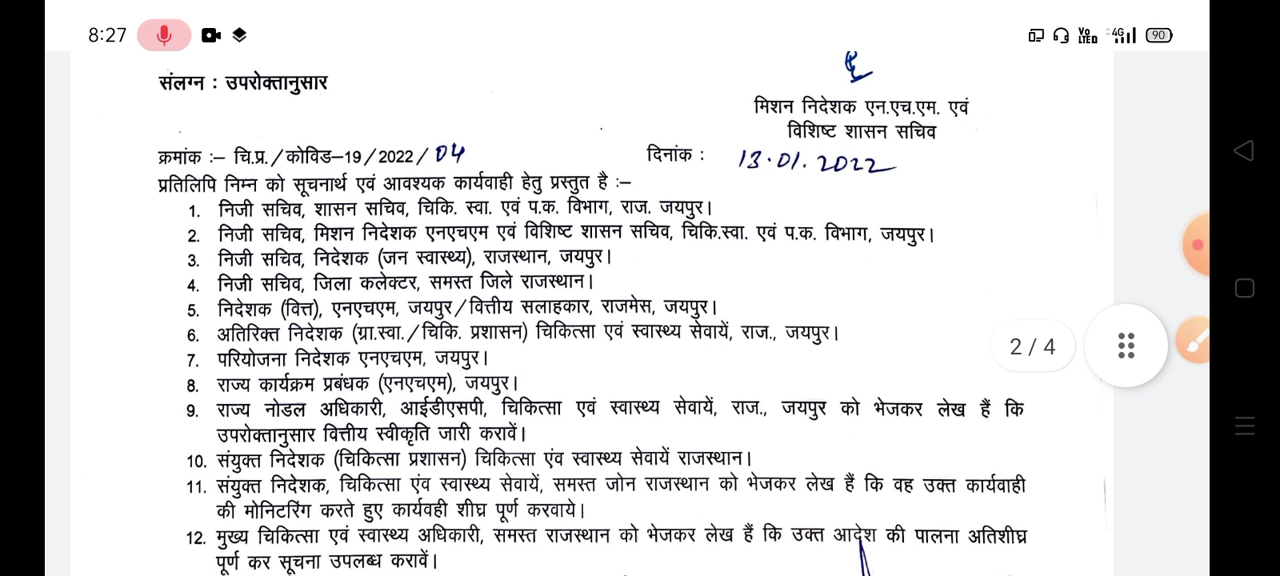 8:27
4G
VoLTED
90
संलग्न : उपरोक्तानुसार
मिशन निदेशक एन.एच.एम. एवं
विशिष्ट शासन सचिव
क्रमांक :– चि.प्र./कोविड–19/2022/ 04
दिनांक : 13.01.2022
प्रतिलिपि निम्न को सूचनार्थ एवं आवश्यक कार्यवाही हेतु प्रस्तुत है :–
1. निजी सचिव, शासन सचिव, चिकि. स्वा. एवं प.क. विभाग, राज. जयपुर।
2. निजी सचिव, मिशन निदेशक एनएचएम एवं विशिष्ट शासन सचिव, चिकि.स्वा. एवं प.क. विभाग, जयपुर।
3. निजी सचिव, निदेशक (जन स्वास्थ्य), राजस्थान, जयपुर।
4. निजी सचिव, जिला कलेक्टर, समस्त जिले राजस्थान।
5. निदेशक (वित्त), एनएचएम, जयपुर/वित्तीय सलाहकार, राजमेस, जयपुर।
6. अतिरिक्त निदेशक (ग्रा.स्वा./चिकि. प्रशासन) चिकित्सा एवं स्वास्थ्य सेवायें, राज., जयपुर।
7. परियोजना निदेशक एनएचएम, जयपुर।
2 / 4
8. राज्य कार्यक्रम प्रबंधक (एनएचएम), जयपुर।
9. राज्य नोडल अधिकारी, आईडीएसपी, चिकित्सा एवं स्वास्थ्य सेवायें, राज., जयपुर को भेजकर लेख हैं कि
उपरोक्तानुसार वित्तीय स्वीकृति जारी करावें।
10. संयुक्त निदेशक (चिकित्सा प्रशासन) चिकित्सा एंव स्वास्थ्य सेवायें राजस्थान।
11. संयुक्त निदेशक, चिकित्सा एंव स्वास्थ्य सेवायें, समस्त जोन राजस्थान को भेजकर लेख हैं कि वह उक्त कार्यवाही
की मोनिटरिंग करते हुए कार्यवही शीघ्र पूर्ण करवाये।
12. मुख्य चिकित्सा एवं स्वास्थ्य अधिकारी, समस्त राजस्थान को भेजकर लेख हैं कि उक्त आदेश की पालना अतिशीघ्र
पूर्ण कर सूचना उपलब्ध करावें।